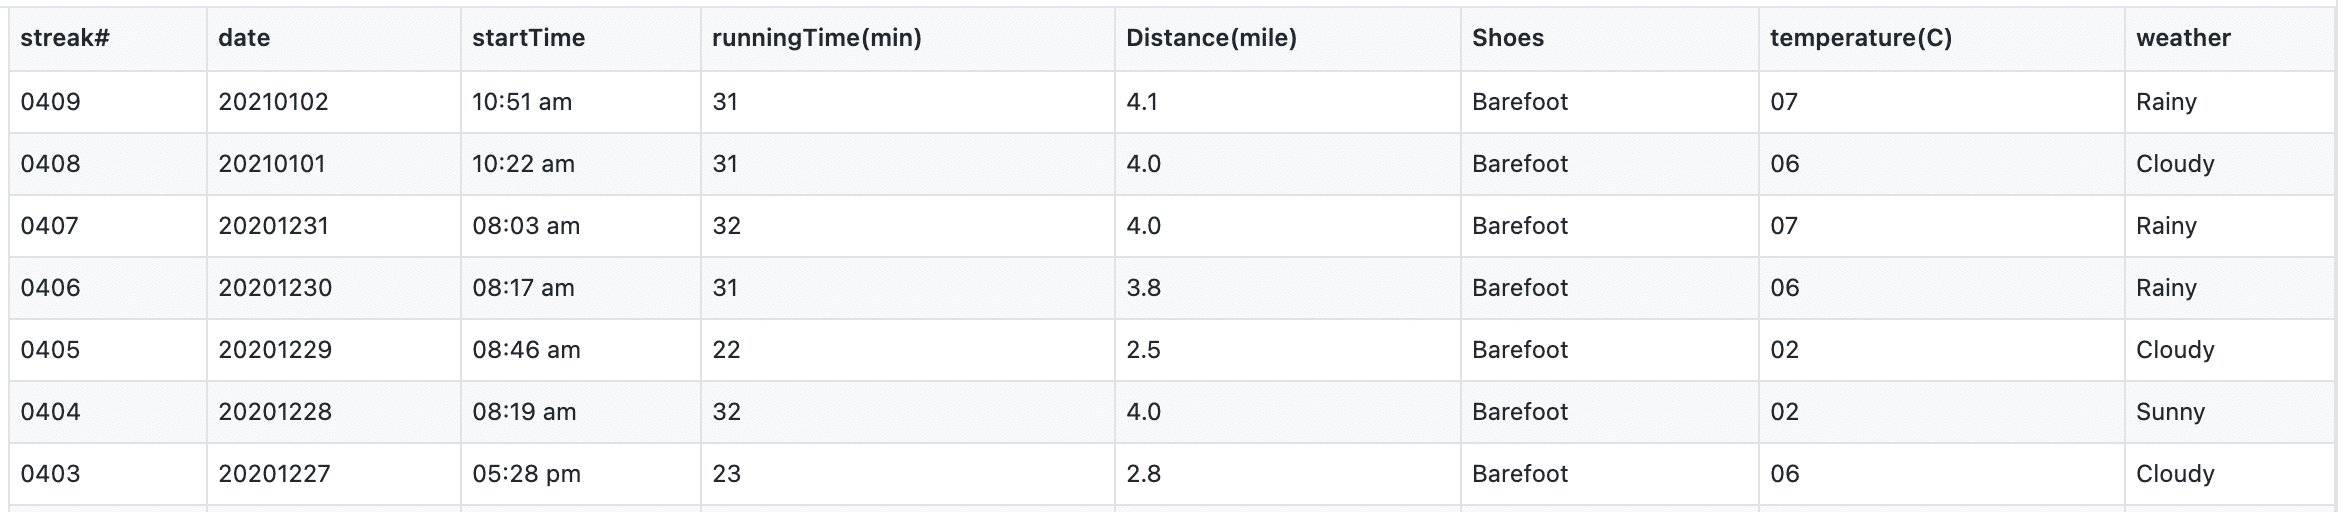 streak# date startTime runningTime(min) Distance(mile) Shoes temperature(C) weather
0409 20210102 10:51 am 31 4.1 Barefoot 07 Rainy
0408 20210101 10:22 am 31 4.0 Barefoot 06 Cloudy
0407 20201231 08:03 am 32 4.0 Barefoot 07 Rainy
0406 20201230 08:17 am 31 3.8 Barefoot 06 Rainy
0405 20201229 08:46 am 22 2.5 Barefoot 02 Cloudy
0404 20201228 08:19 am 32 4.0 Barefoot 02 Sunny
0403 20201227 05:28 pm 23 2.8 Barefoot 06 Cloudy